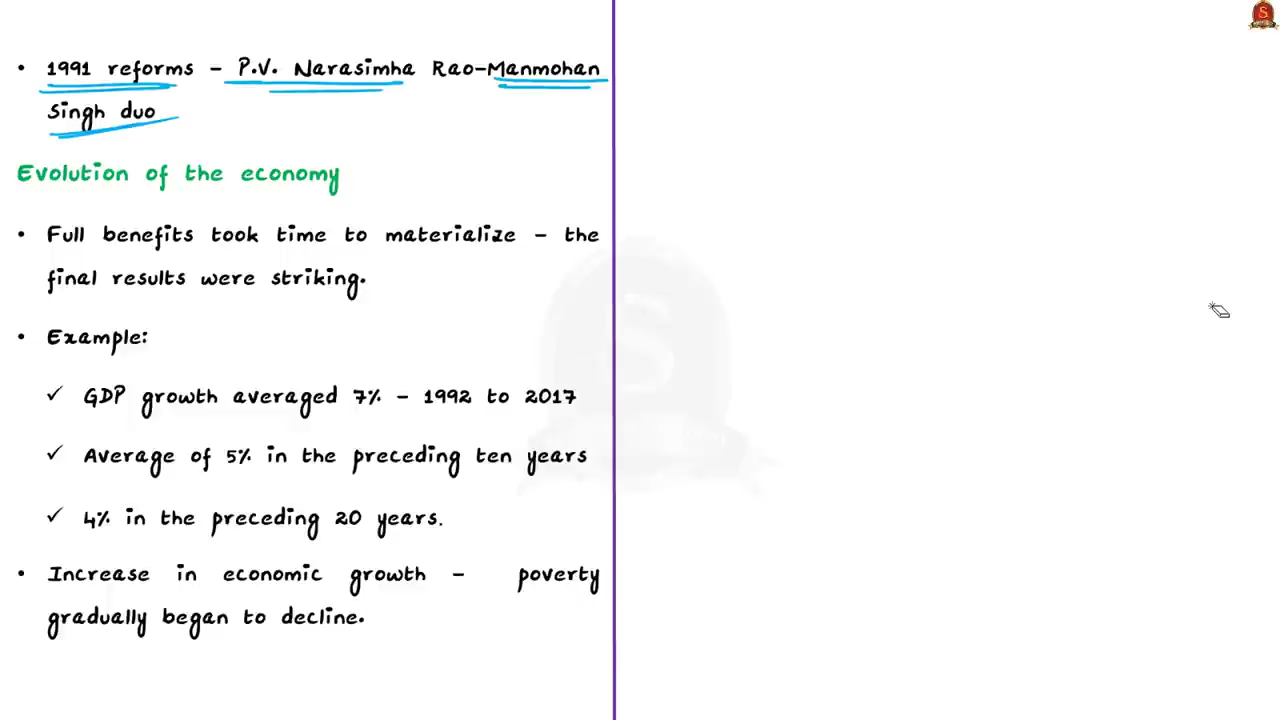 • 1991 reforms – P.V. Narasimha Rao–Manmohan
Singh duo
Evolution of the economy
• Full benefits took time to materialize – the
final results were striking.
• Example:
✓ GDP growth averaged 7% – 1992 to 2017
✓ Average of 5% in the preceding ten years
✓ 4% in the preceding 20 years.
• Increase in economic growth – poverty
gradually began to decline.
S
S